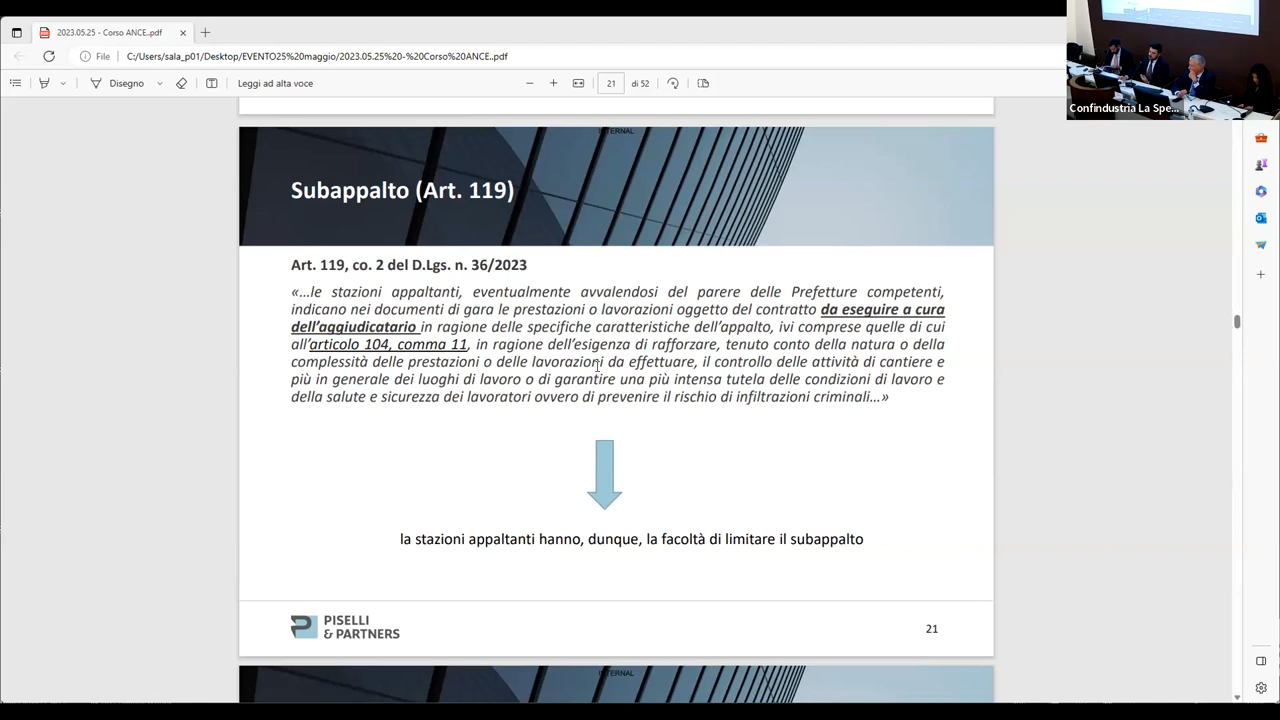 2023.05.25 - Corso ANCE..pdf
File C:/Users/sala_p01/Desktop/EVENTO25%20maggio/2023.05.25%20-%20Corso%20ANCE..pdf
Disegno Leggi ad alta voce 21 di 52
Confindustria La Spe...
INTERNAL
Subappalto (Art. 119)
Art. 119, co. 2 del D.Lgs. n. 36/2023
«…le stazioni appaltanti, eventualmente avvalendosi del parere delle Prefetture competenti,
indicano nei documenti di gara le prestazioni o lavorazioni oggetto del contratto da eseguire a cura
dell’aggiudicatario in ragione delle specifiche caratteristiche dell’appalto, ivi comprese quelle di cui
all’articolo 104, comma 11, in ragione dell’esigenza di rafforzare, tenuto conto della natura o della
complessità delle prestazioni o delle lavorazioni da effettuare, il controllo delle attività di cantiere e
più in generale dei luoghi di lavoro o di garantire una più intensa tutela delle condizioni di lavoro e
della salute e sicurezza dei lavoratori ovvero di prevenire il rischio di infiltrazioni criminali…»
la stazioni appaltanti hanno, dunque, la facoltà di limitare il subappalto
PISELLI
& PARTNERS
21
INTERNAL